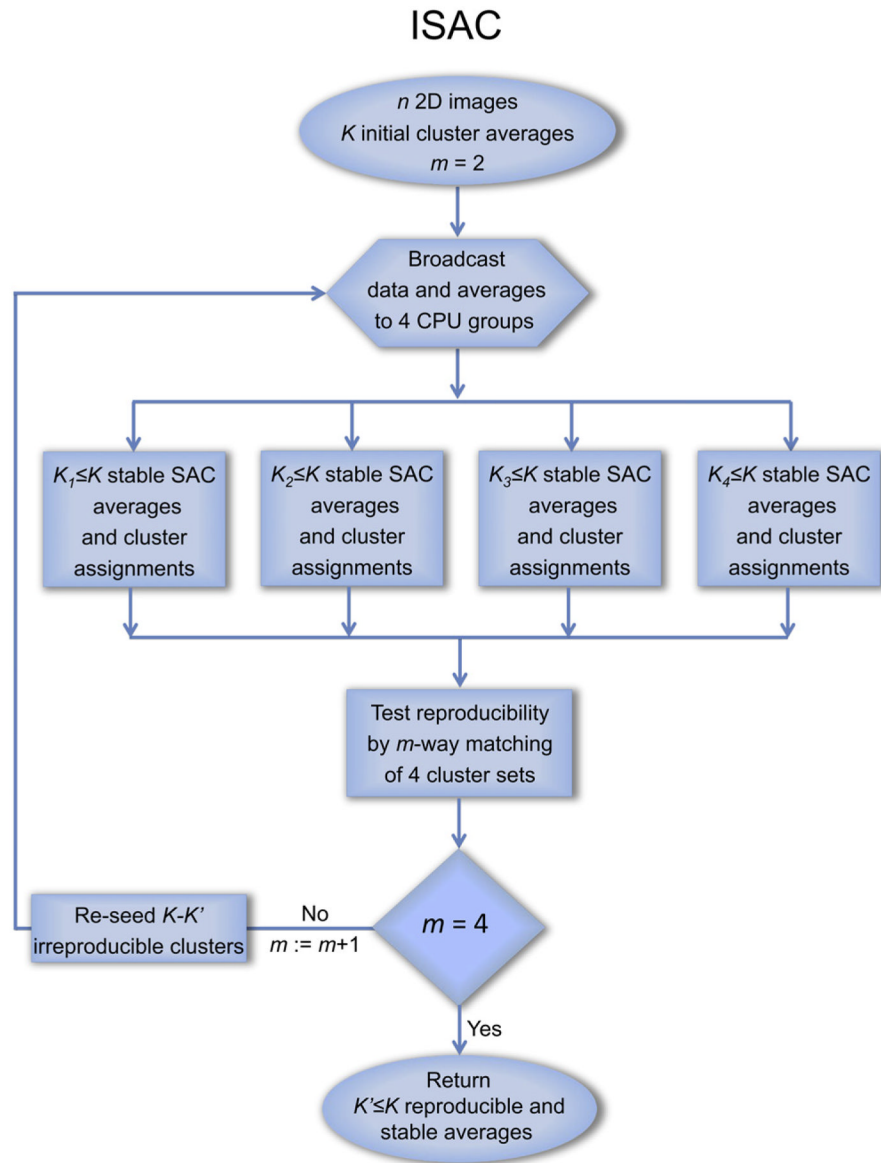 ISAC
n 2D images
K initial cluster averages
m = 2
Broadcast
data and averages
to 4 CPU groups
K₁≤K stable SAC
averages
and cluster
assignments
K₂≤K stable SAC
averages
and cluster
assignments
K₃≤K stable SAC
averages
and cluster
assignments
K₄≤K stable SAC
averages
and cluster
assignments
Test reproducibility
by m-way matching
of 4 cluster sets
m = 4
No
m := m+1
Re-seed K-K’
irreproducible clusters
Yes
Return
K’≤K reproducible and
stable averages